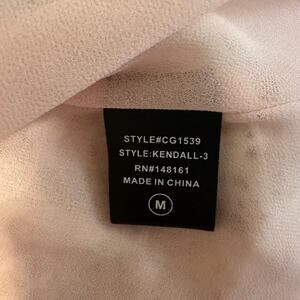 STYLE#CG1539
STYLE:KENDALL-3
RN#148161
MADE IN CHINA
M